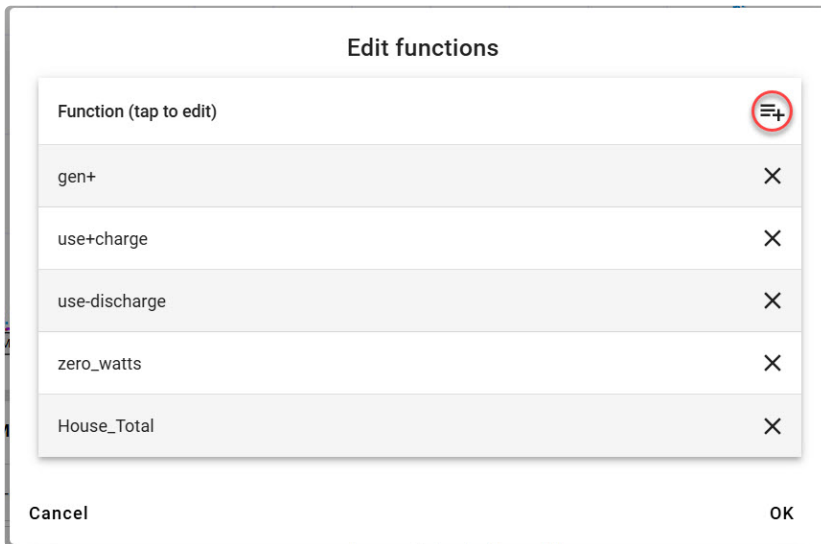 Edit functions
Function (tap to edit)
gen+
use+charge
use-discharge
zero_watts
House_Total
Cancel
OK